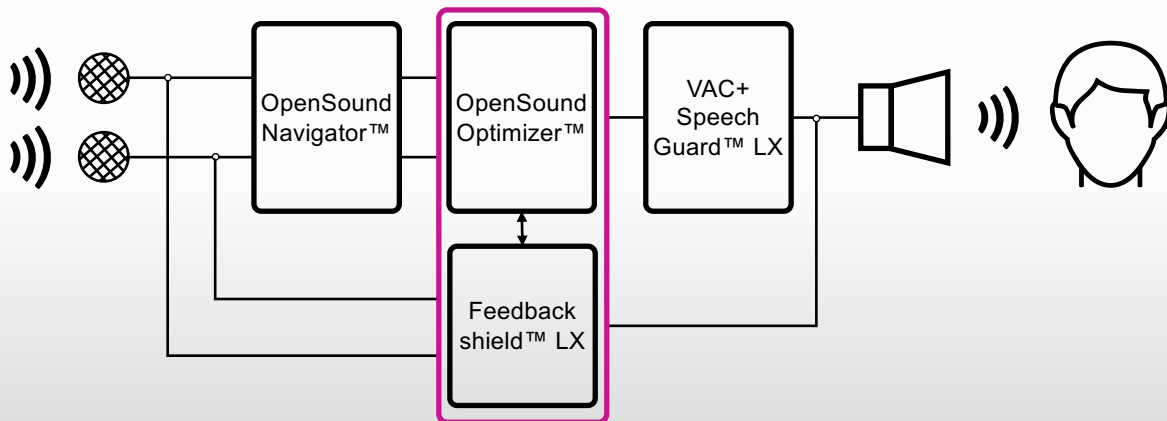 OpenSound
Navigator™
OpenSound
Optimizer™
VAC+
Speech
Guard™ LX
Feedback
shield™ LX